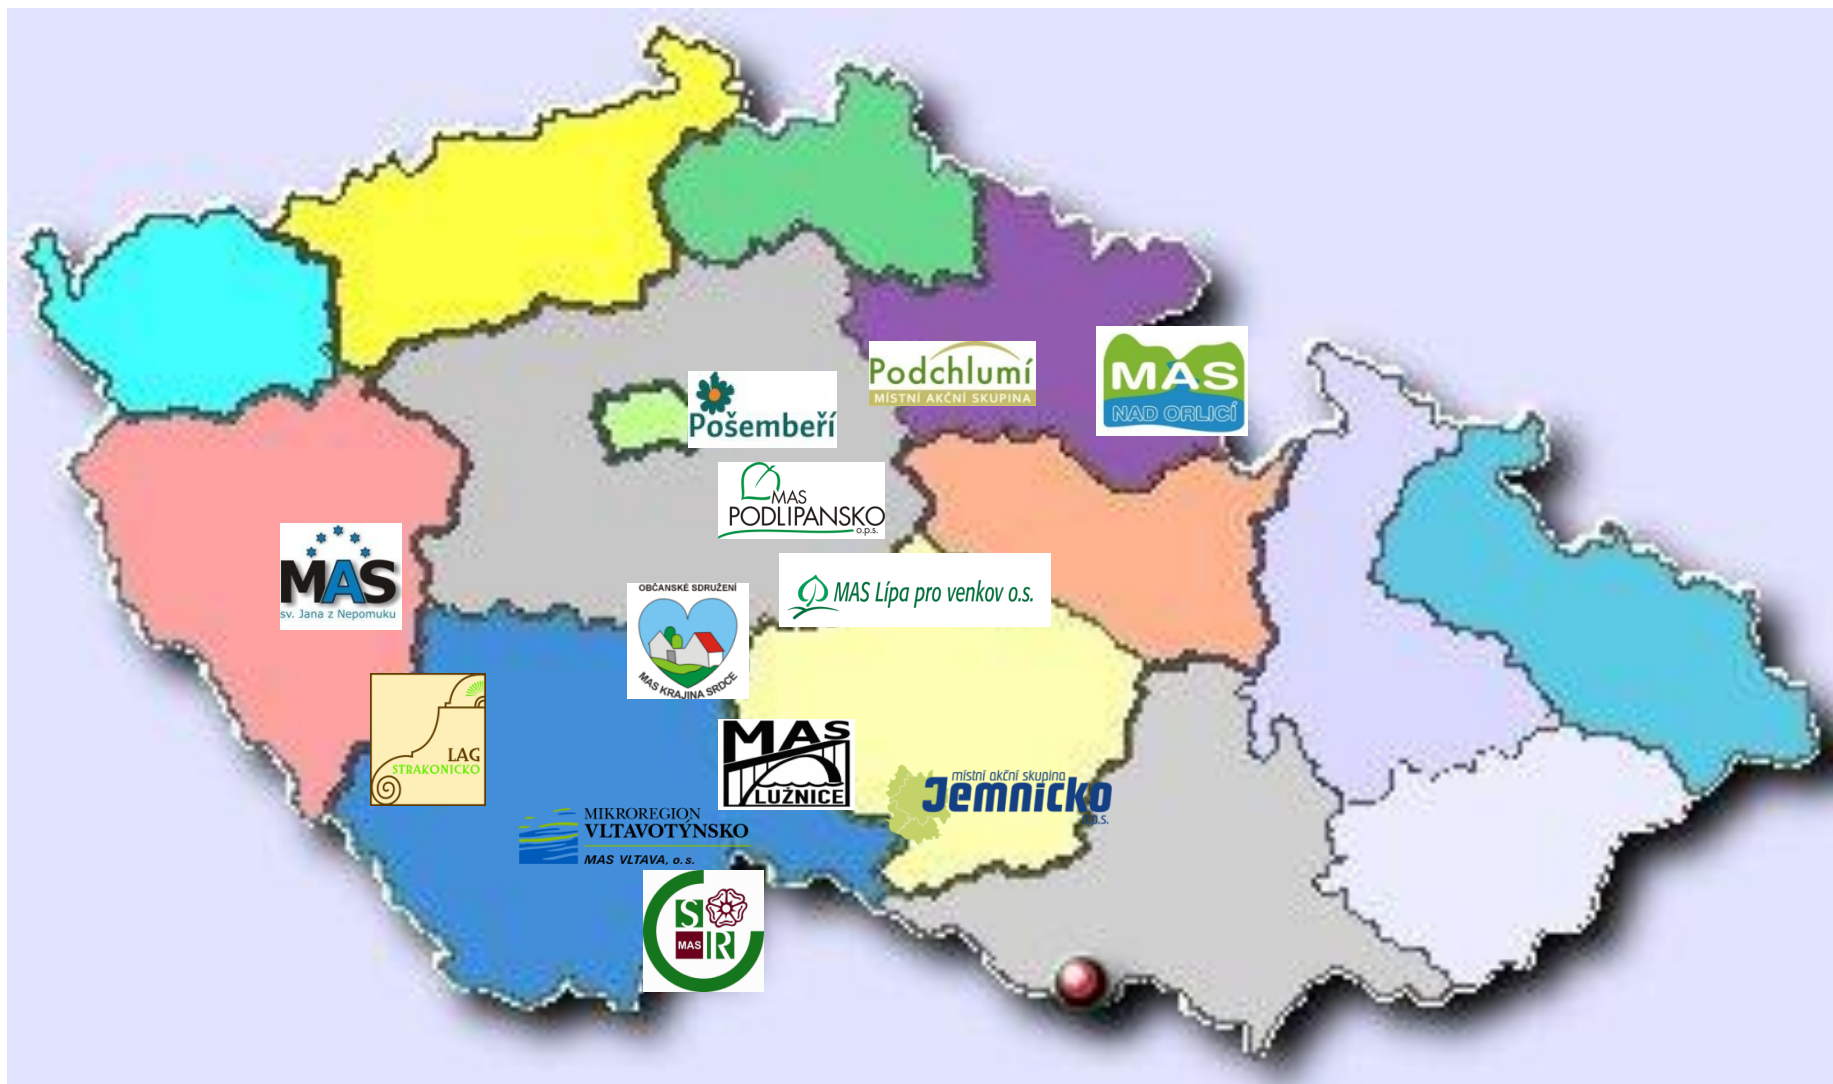 Podchlumí
MÍSTNÍ AKČNÍ SKUPINA
MAS
NAD ORLICÍ
Pošembeří
MAS
PODLIPANSKO
o.p.s.
MAS
sv. Jana z Nepomuku
MAS Lípa pro venkov o.s.
OBČANSKÉ SDRUŽENÍ
MAS KRAJINA SRDCE
LAG
STRAKONICKO
MAS
LUŽNICE
místní akční skupina
Jemnicko
o.p.s.
MIKROREGION
VLTAVOTÝNSKO
MAS VLTAVA, o. s.
S
MAS R